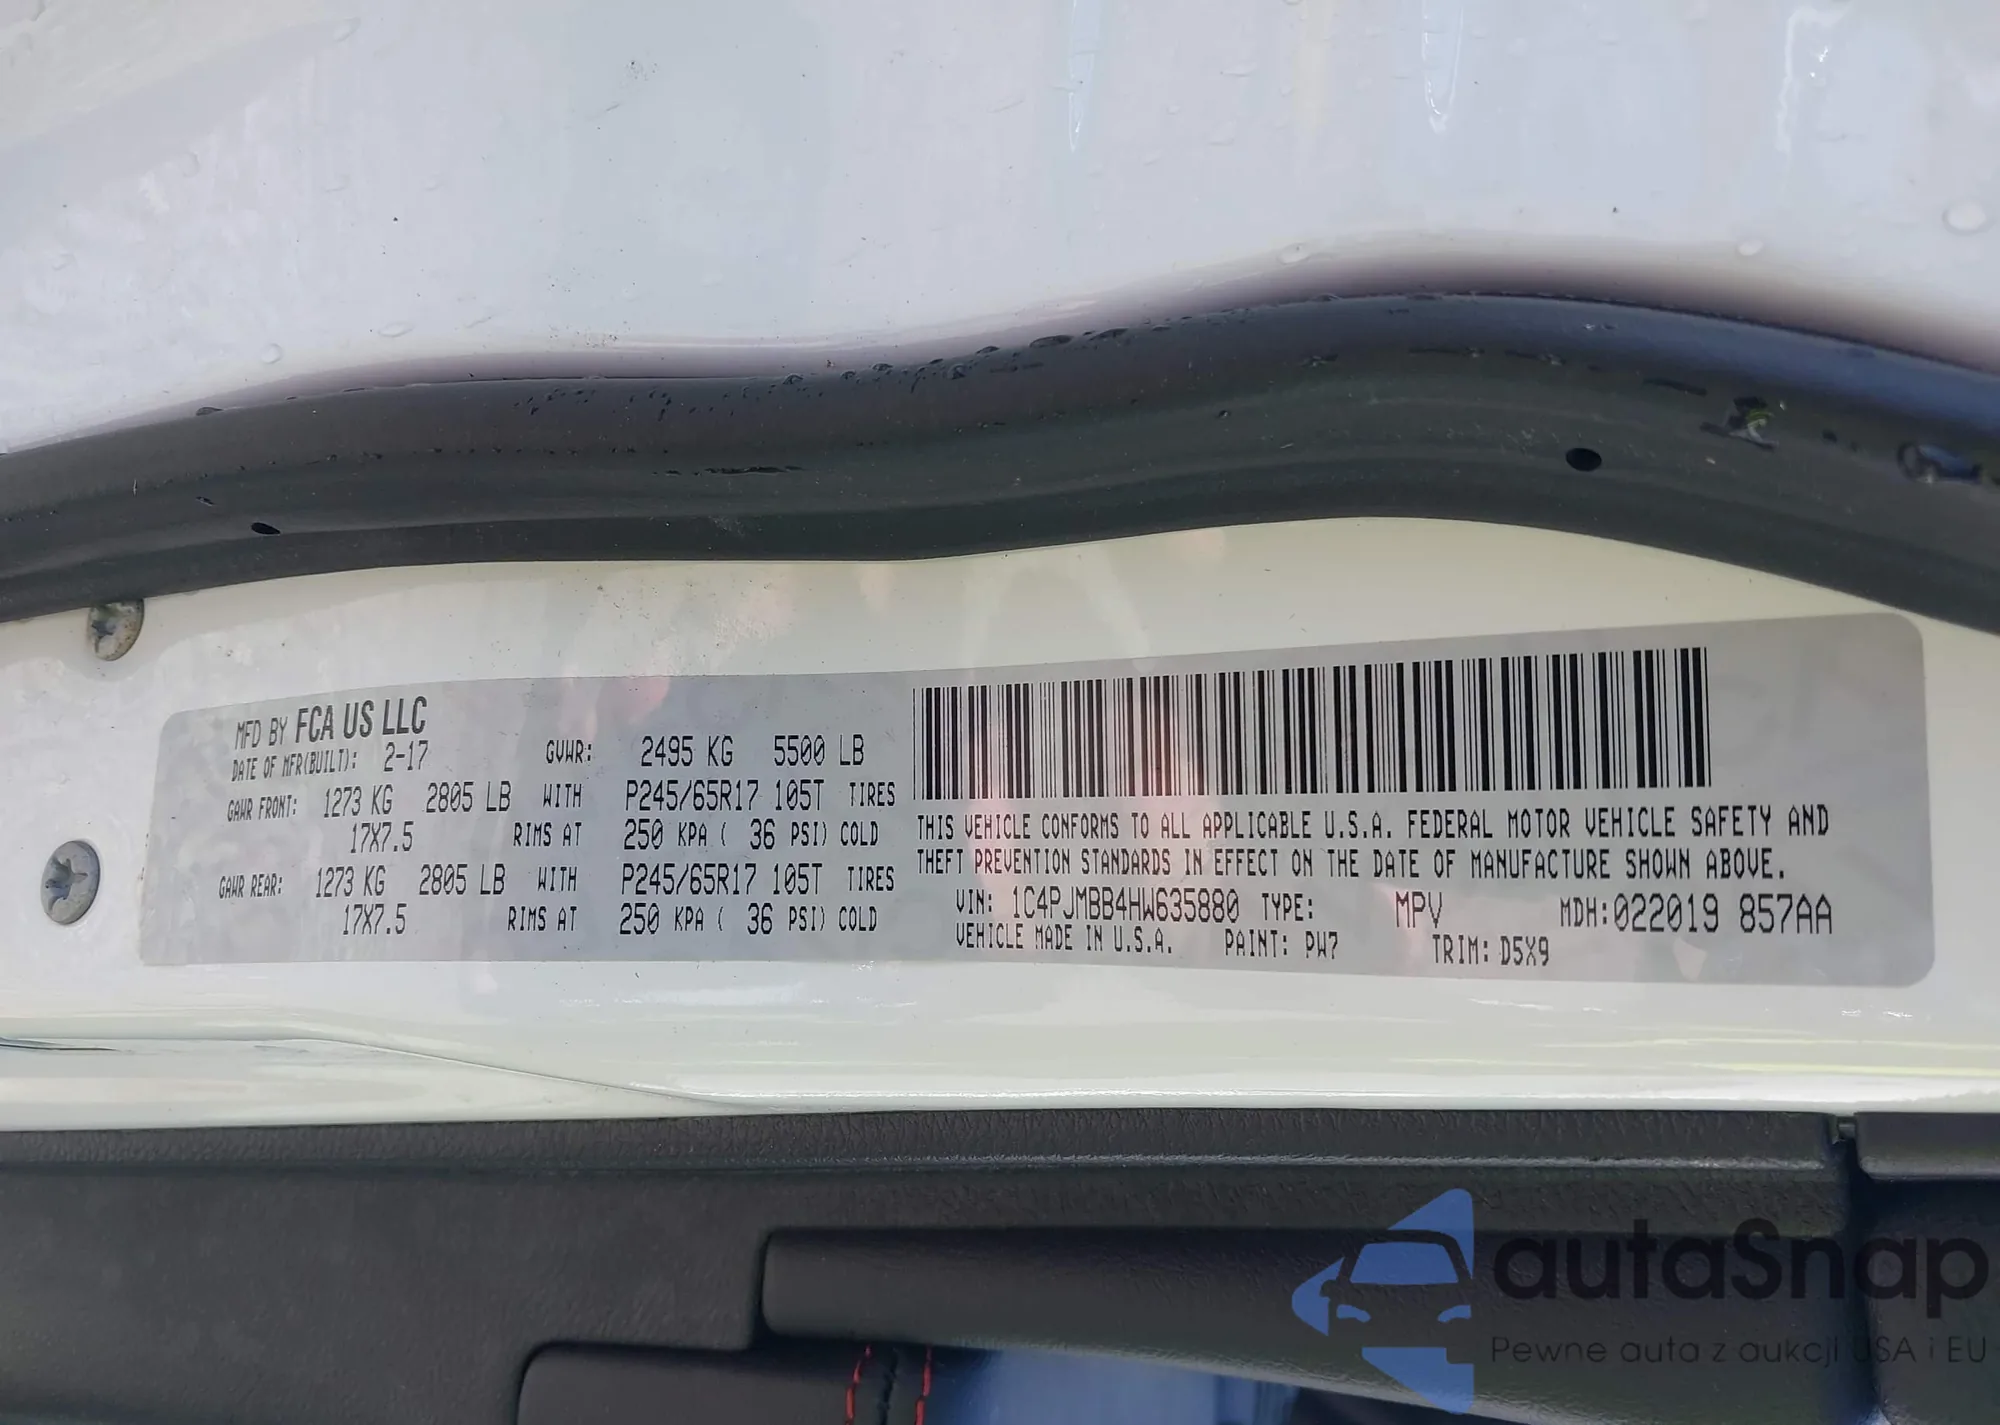 MFD BY FCA US LLC
DATE OF MFR(BUILT): 2-17 GVWR: 2495 KG 5500 LB
GAWR FRONT: 1273 KG 2805 LB WITH P245/65R17 105T TIRES
17X7.5 RIMS AT 250 KPA ( 36 PSI) COLD
GAWR REAR: 1273 KG 2805 LB WITH P245/65R17 105T TIRES
17X7.5 RIMS AT 250 KPA ( 36 PSI) COLD
THIS VEHICLE CONFORMS TO ALL APPLICABLE U.S.A. FEDERAL MOTOR VEHICLE SAFETY AND
THEFT PREVENTION STANDARDS IN EFFECT ON THE DATE OF MANUFACTURE SHOWN ABOVE.
VIN: 1C4PJMBB4HW635880 TYPE: MPV MDH:022019 857AA
VEHICLE MADE IN U.S.A. PAINT: PW7 TRIM: D5X9
autaSnap
Pewne auta z aukcji USA i EU